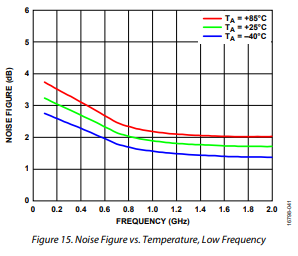 6
5
4
3
2
1
0
NOISE FIGURE (dB)
TA = +85°C
TA = +25°C
TA = –40°C
0 0.2 0.4 0.6 0.8 1.0 1.2 1.4 1.6 1.8 2.0
FREQUENCY (GHz)
16798-041
Figure 15. Noise Figure vs. Temperature, Low Frequency